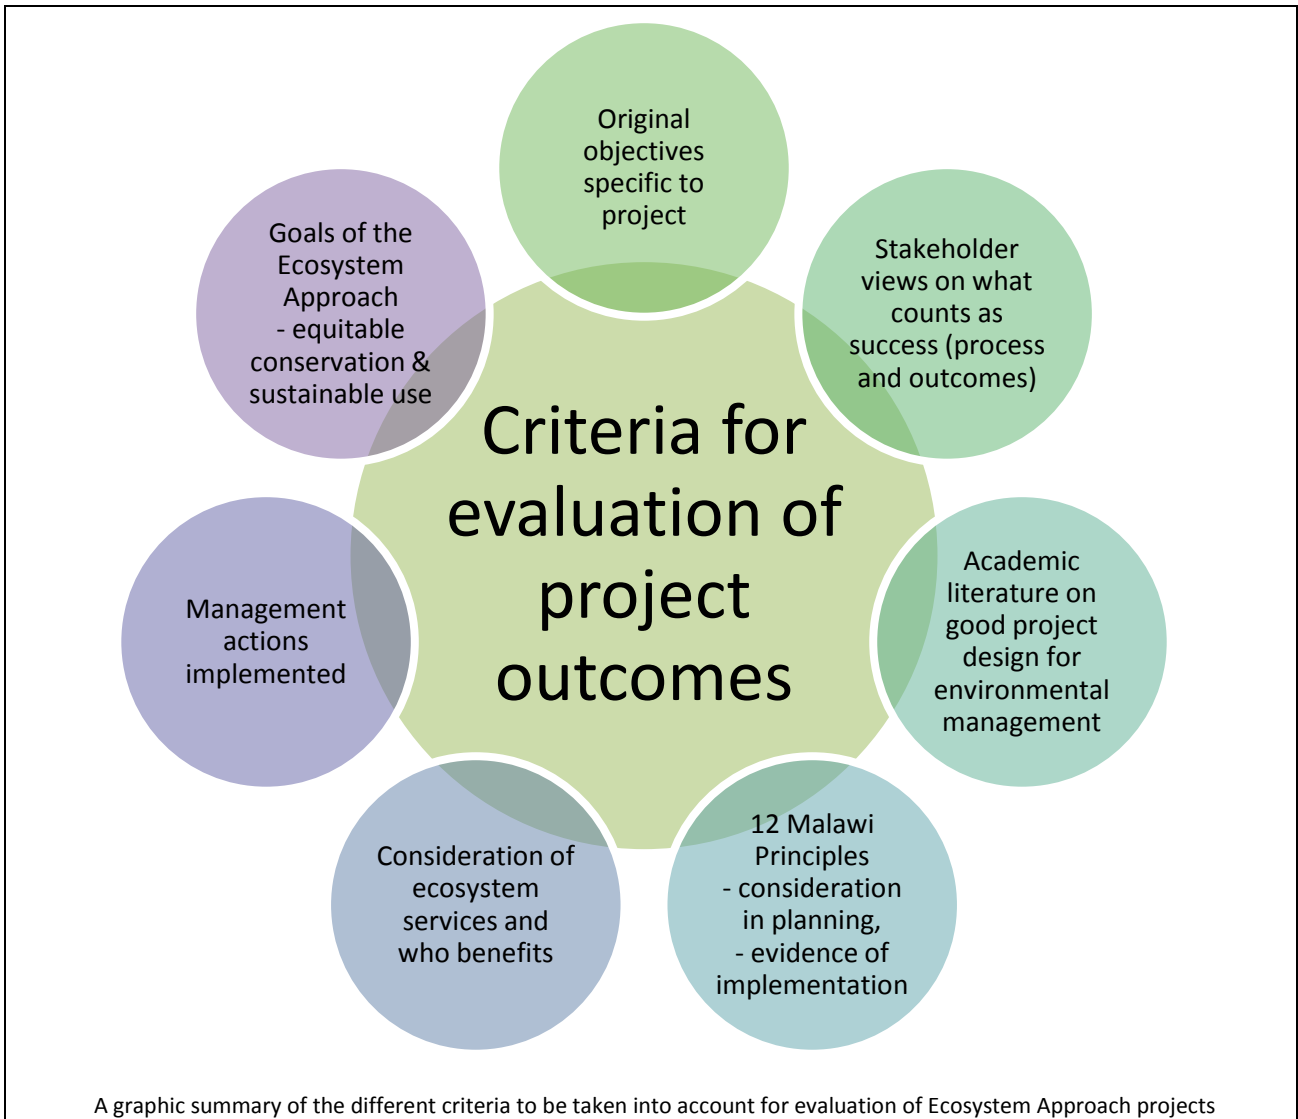 Original
objectives
specific to
project
Stakeholder
views on what
counts as
success (process
and outcomes)
Academic
literature on
good project
design for
environmental
management
12 Malawi
Principles
- consideration
in planning,
- evidence of
implementation
Consideration of
ecosystem
services and
who benefits
Management
actions
implemented
Goals of the
Ecosystem
Approach
- equitable
conservation &
sustainable use
Criteria for
evaluation of
project
outcomes
A graphic summary of the different criteria to be taken into account for evaluation of Ecosystem Approach projects